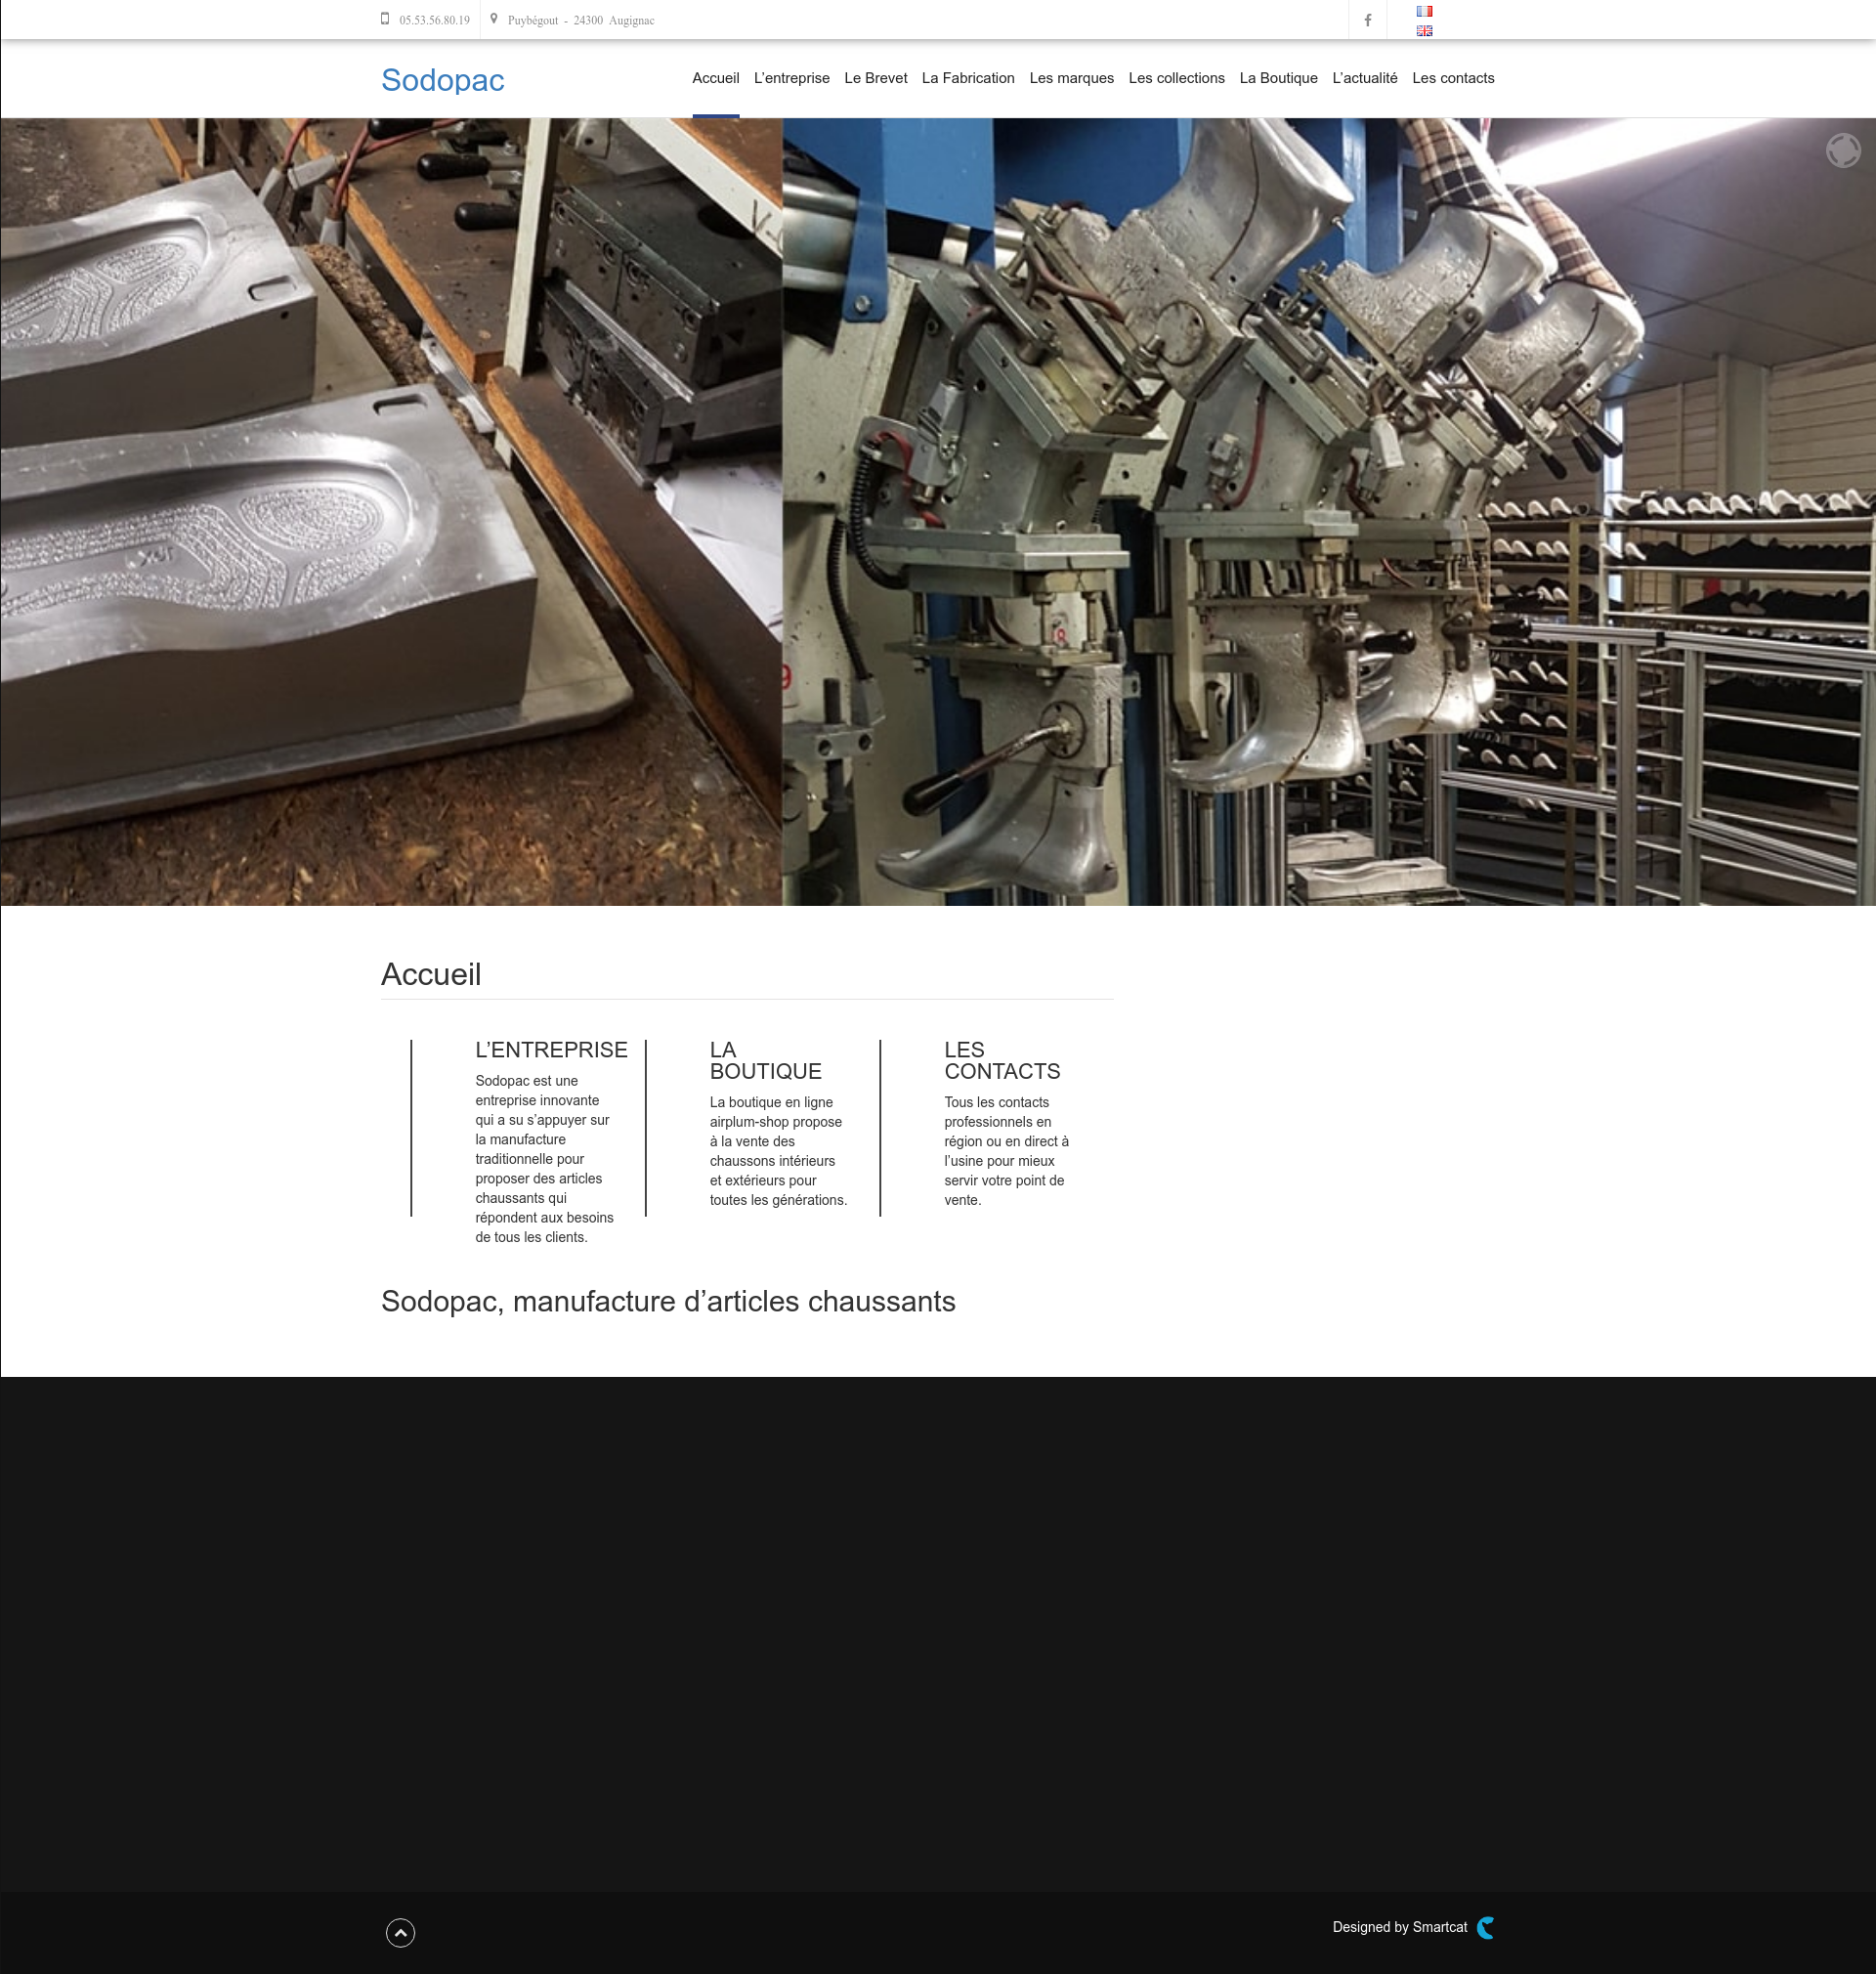 05.53.56.80.19
Puybégout - 24300 Augignac
Sodopac
Accueil L’entreprise Le Brevet La Fabrication Les marques Les collections La Boutique L’actualité Les contacts
8
9
Accueil
L’ENTREPRISE
Sodopac est une
entreprise innovante
qui a su s’appuyer sur
la manufacture
traditionnelle pour
proposer des articles
chaussants qui
répondent aux besoins
de tous les clients.
LA
BOUTIQUE
La boutique en ligne
airplum-shop propose
à la vente des
chaussons intérieurs
et extérieurs pour
toutes les générations.
LES
CONTACTS
Tous les contacts
professionnels en
région ou en direct à
l’usine pour mieux
servir votre point de
vente.
Sodopac, manufacture d’articles chaussants
Designed by Smartcat